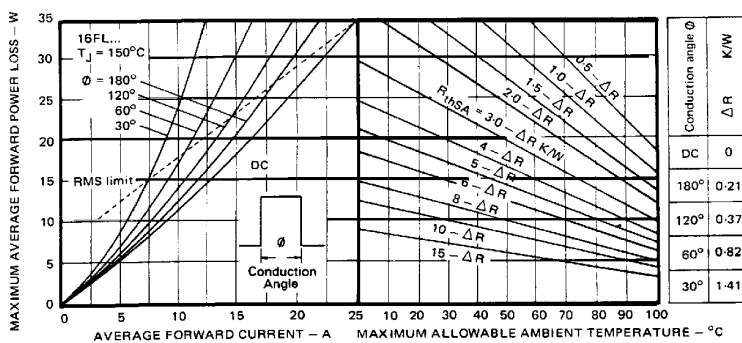 MAXIMUM AVERAGE FORWARD POWER LOSS – W
35
30
25
20
15
10
5
0
16FL...
TJ = 150°C
Ø = 180°
120°
60°
30°
RMS limit
DC
Ø
Conduction
Angle
0 5 10 15 20 25
AVERAGE FORWARD CURRENT – A
0·5 – ΔR
1·0 – ΔR
1·5 – ΔR
2·0 – ΔR
RthSA = 3·0 – ΔR K/W
4 – ΔR
5 – ΔR
6 – ΔR
8 – ΔR
10 – ΔR
15 – ΔR
30 40 50 60 70 80 90 100
MAXIMUM ALLOWABLE AMBIENT TEMPERATURE – °C
Conduction angle Ø
ΔR K/W
DC 0
180° 0·21
120° 0·37
60° 0·82
30° 1·41